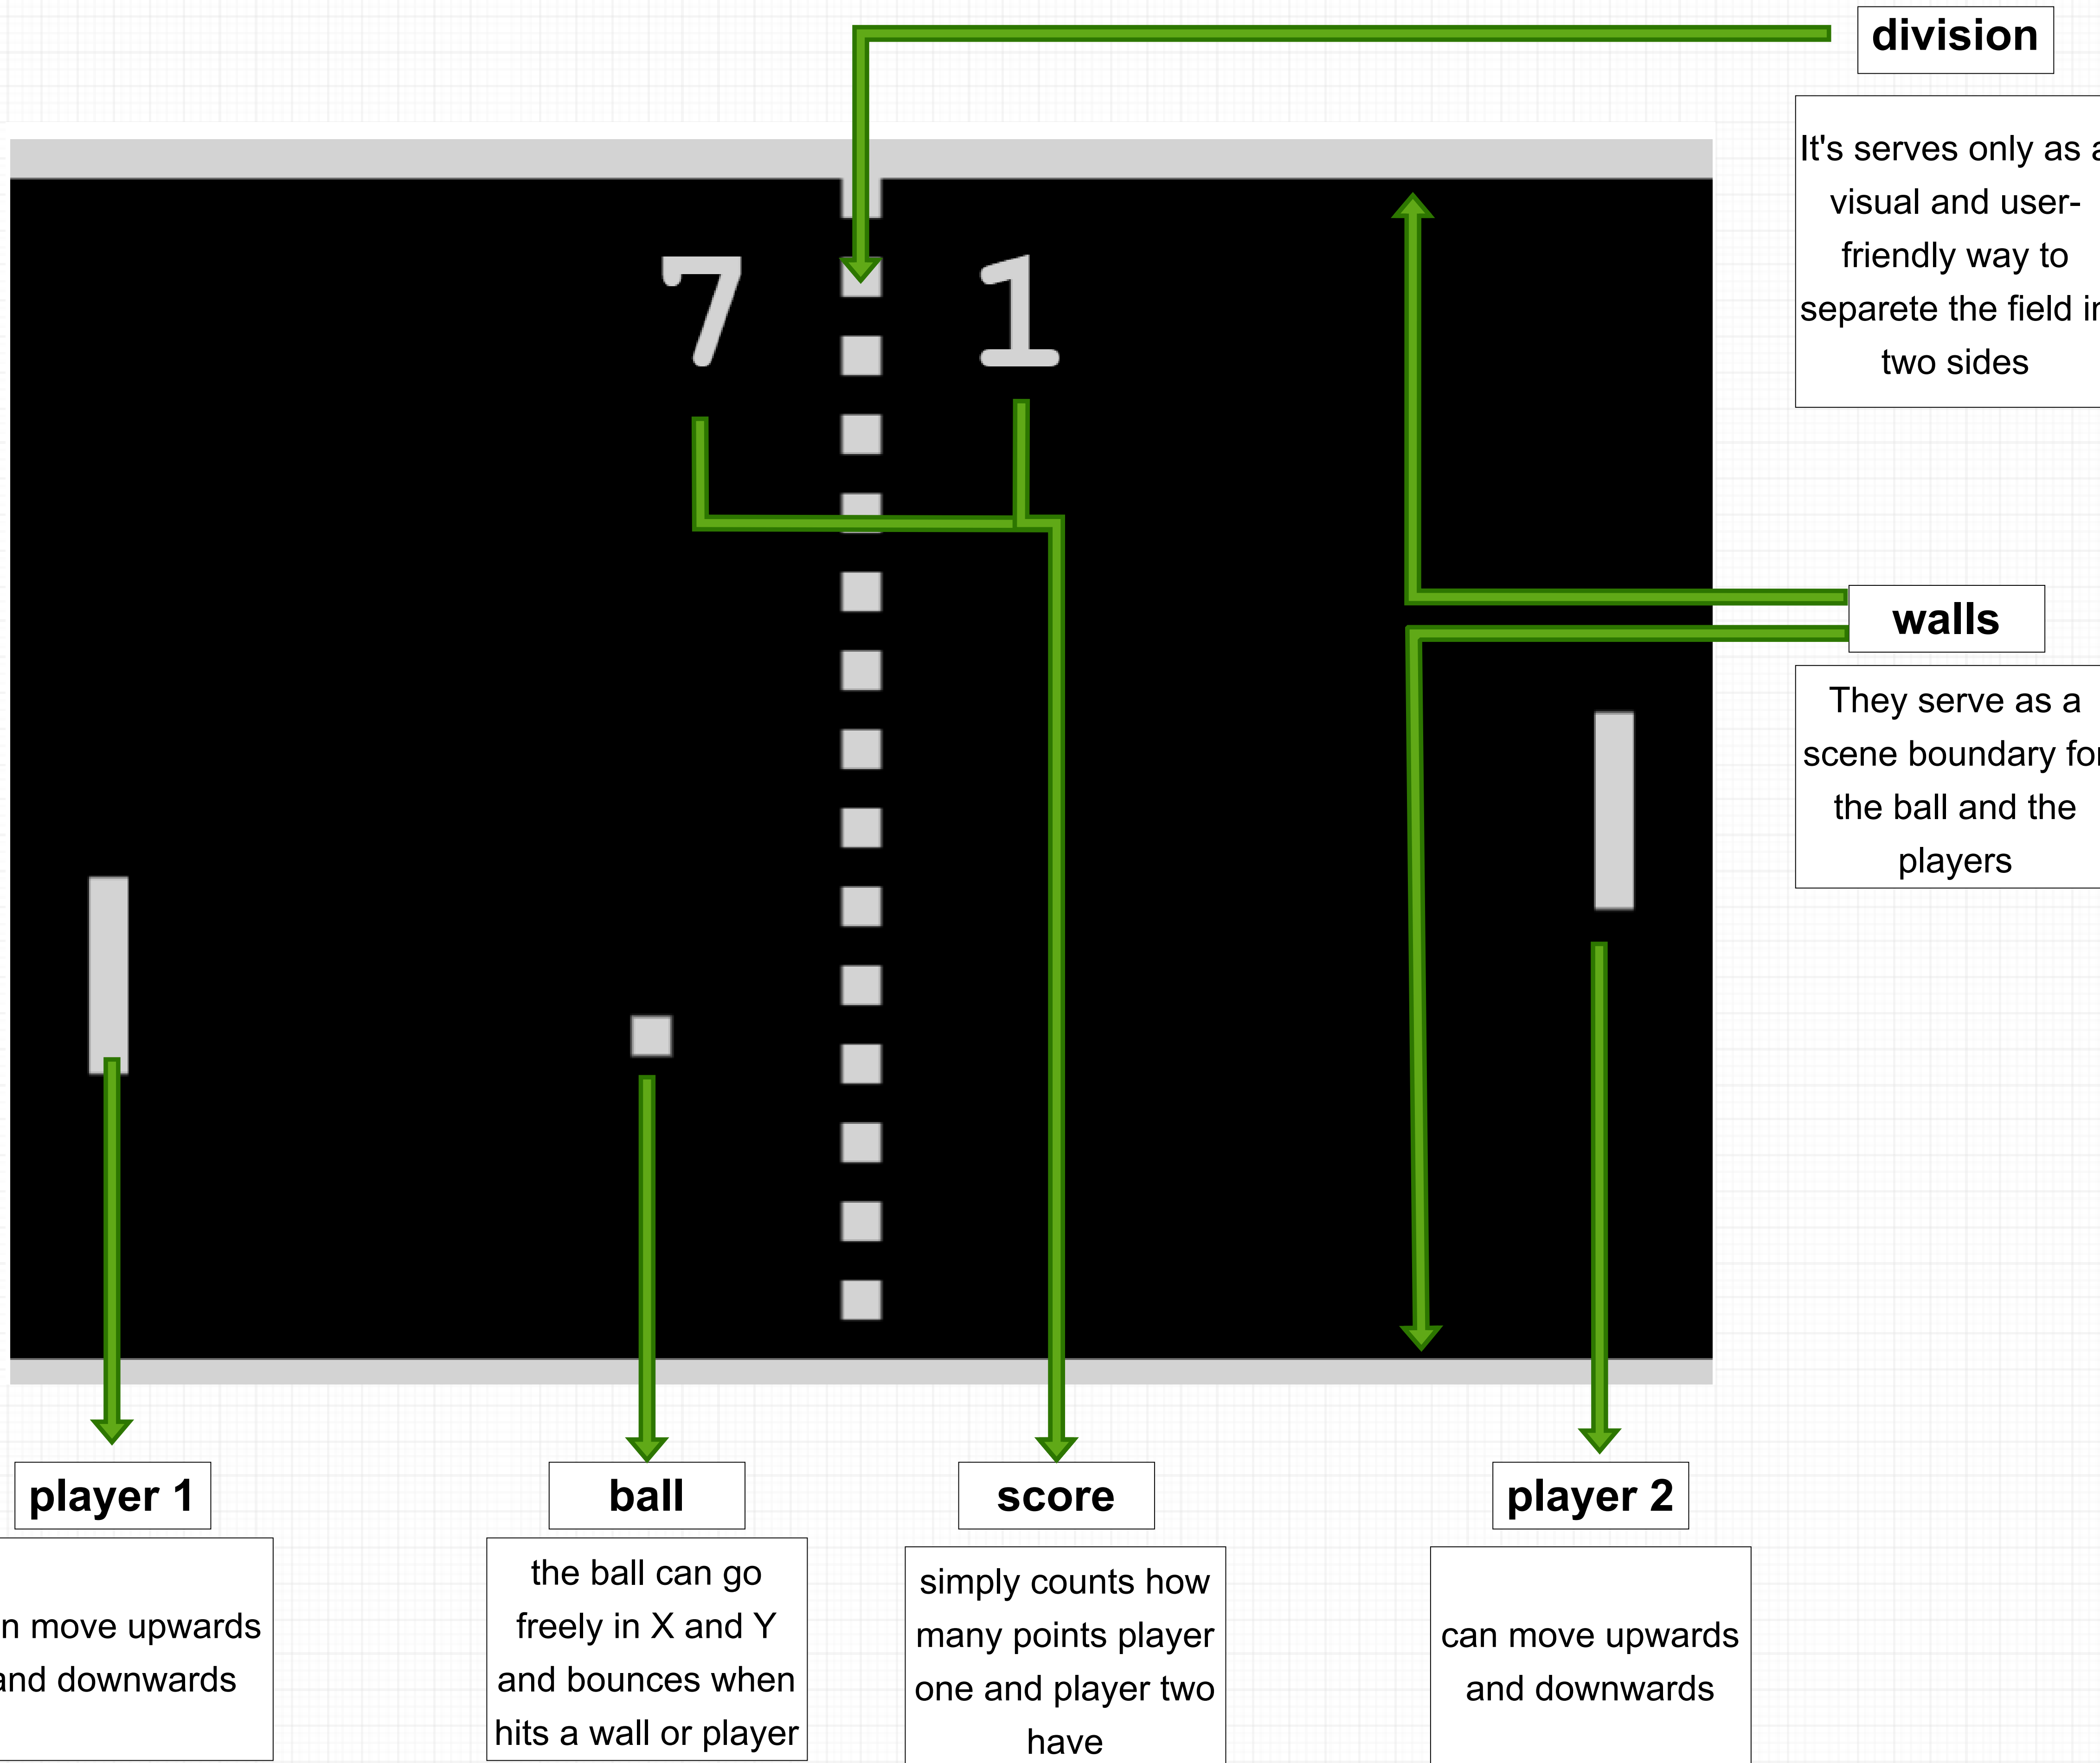 division
It's serves only as a
visual and user-
friendly way to
separete the field in
two sides
7 1
walls
They serve as a
scene boundary for
the ball and the
players
player 1
move upwards
and downwards
ball
the ball can go
freely in X and Y
and bounces when
hits a wall or player
score
simply counts how
many points player
one and player two
have
player 2
can move upwards
and downwards